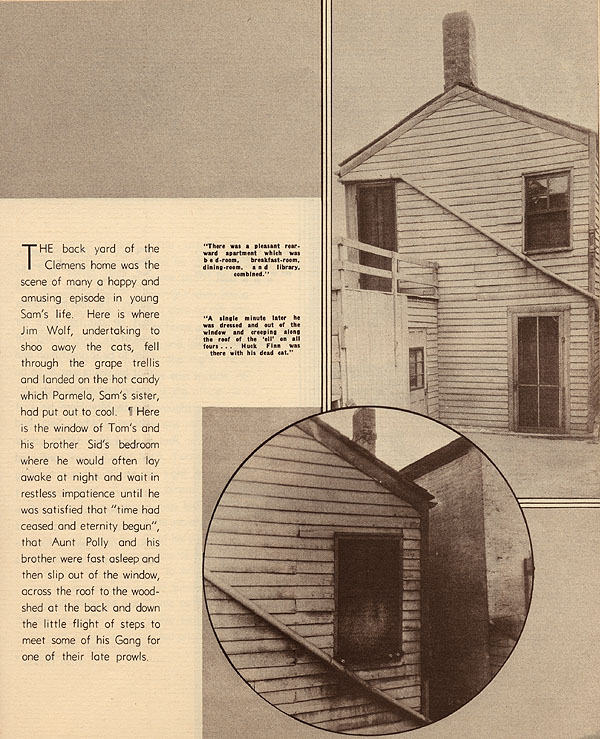 THE back yard of the
Clemens home was the
scene of many a happy and
amusing episode in young
Sam's life. Here is where
Jim Wolf, undertaking to
shoo away the cats, fell
through the grape trellis
and landed on the hot candy
which Parmela, Sam's sister,
had put out to cool. ¶ Here
is the window of Tom's and
his brother Sid's bedroom
where he would often lay
awake at night and wait in
restless impatience until he
was satisfied that "time had
ceased and eternity begun",
that Aunt Polly and his
brother were fast asleep and
then slip out of the window,
across the roof to the wood-
shed at the back and down
the little flight of steps to
meet some of his Gang for
one of their late prowls.
"There was a pleasant rear-
ward apartment which was
bed-room, breakfast-room,
dining-room, and library,
combined."
"A single minute later he
was dressed and out of the
window and creeping along
the roof of the 'ell' on all
fours... Huck Finn was
there with his dead cat."